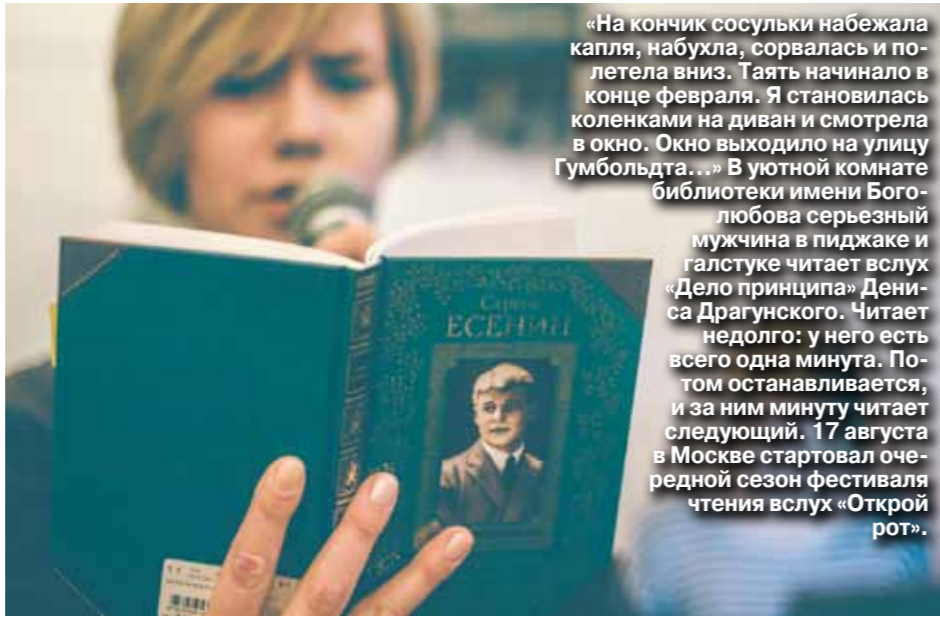 «На кончик сосульки набежала
капля, набухла, сорвалась и по-
летела вниз. Таять начинало в
конце февраля. Я становилась
коленками на диван и смотрела
в окно. Окно выходило на улицу
Гумбольдта...» В уютной комнате
библиотеки имени Бого-
любова серьезный
мужчина в пиджаке и
галстуке читает вслух
«Дело принципа» Дени-
са Драгунского. Читает
недолго: у него есть
всего одна минута. По-
том останавливается,
и за ним минуту читает
следующий. 17 августа
в Москве стартовал оче-
редной сезон фестиваля
чтения вслух «Открой
рот».
Сергей
ЕСЕНИН